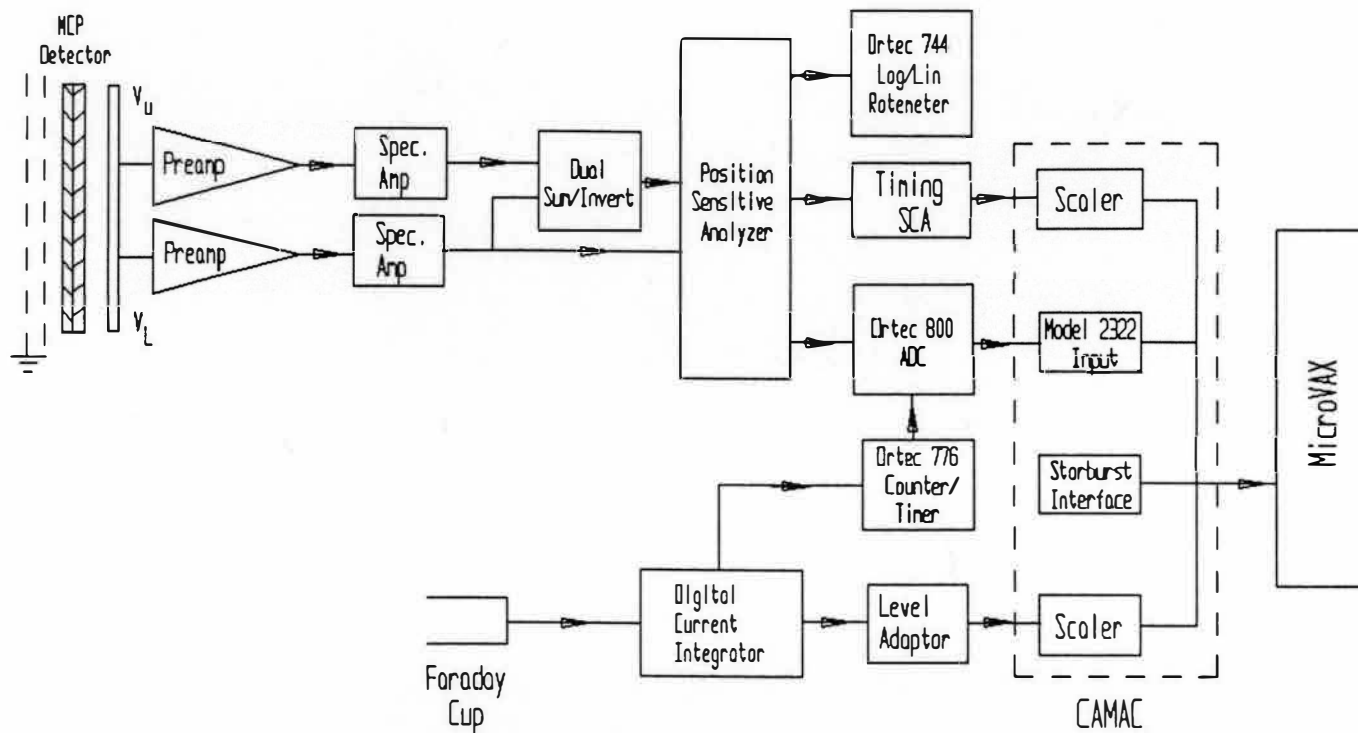 MCP
Detector
Vu
VL
Preamp
Preamp
Spec.
Amp
Spec.
Amp
Dual
Sum/Invert
Position
Sensitive
Analyzer
Ortec 744
Log/Lin
Ratemeter
Timing
SCA
Ortec 800
ADC
Ortec 776
Counter/
Timer
Scaler
Model 2322
Input
Starburst
Interface
Scaler
CAMAC
MicroVAX
Faraday
Cup
Digital
Current
Integrator
Level
Adaptor